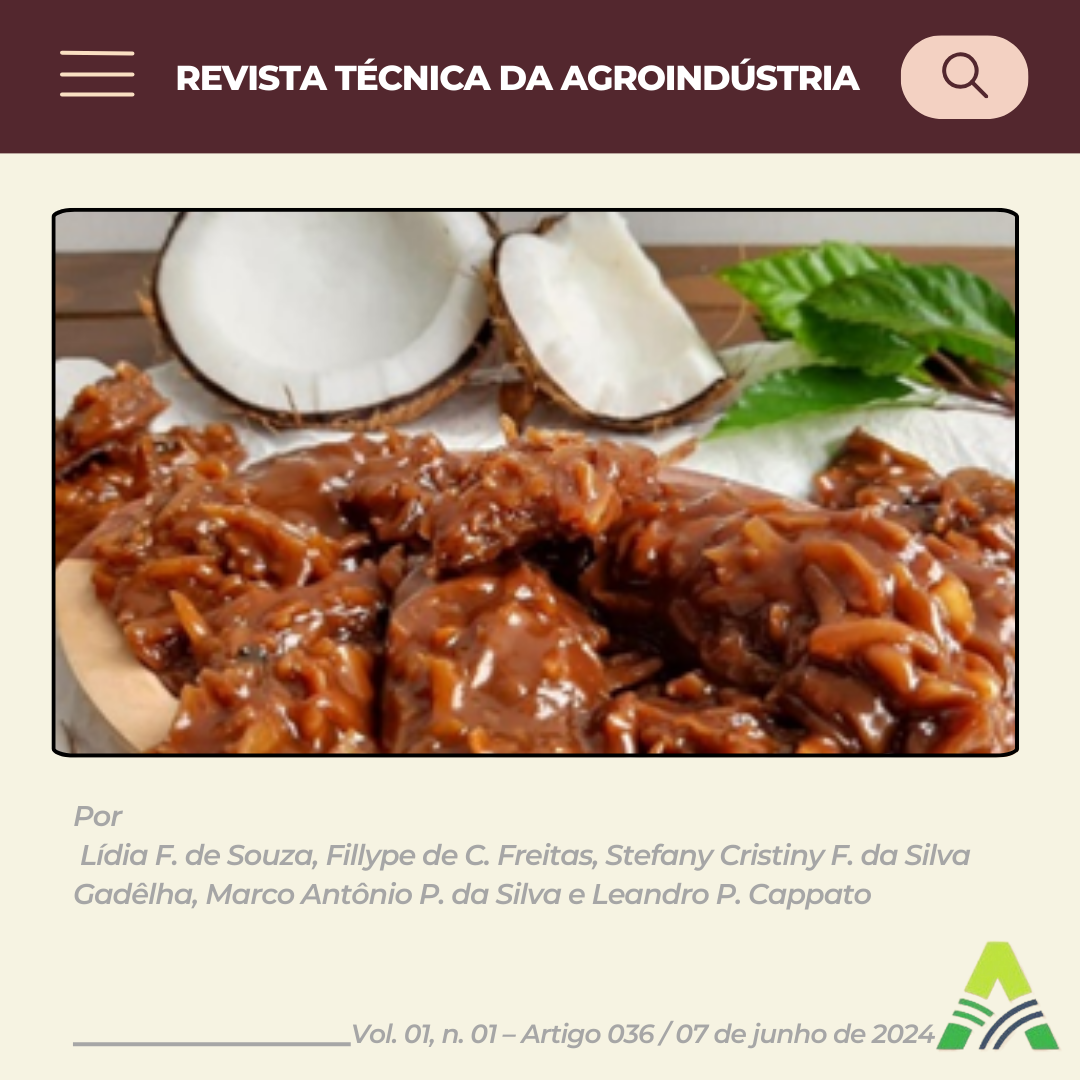 REVISTA TÉCNICA DA AGROINDÚSTRIA
Por
Lídia F. de Souza, Fillype de C. Freitas, Stefany Cristiny F. da Silva
Gadêlha, Marco Antônio P. da Silva e Leandro P. Cappato
Vol. 01, n. 01 – Artigo 036 / 07 de junho de 2024